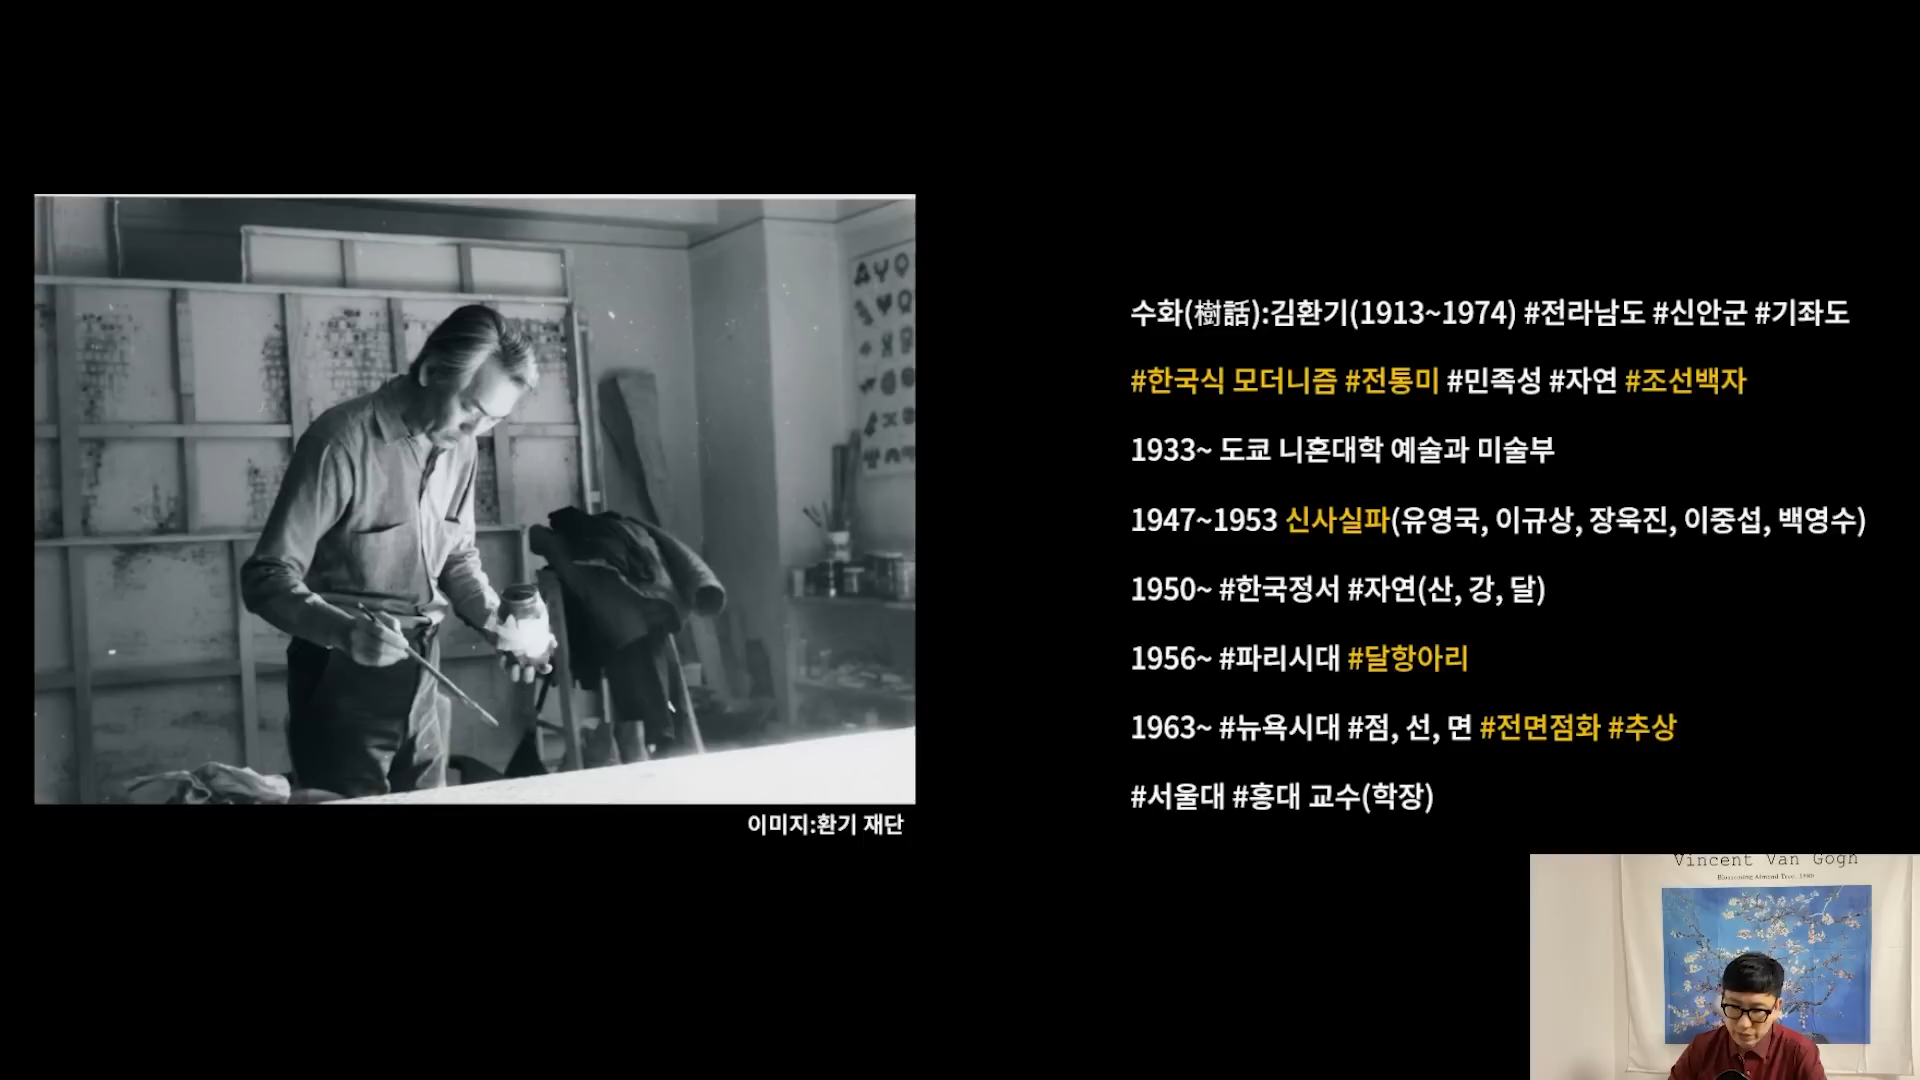 수화(樹話):김환기(1913~1974) #전라남도 #신안군 #기좌도
#한국식 모더니즘 #전통미 #민족성 #자연 #조선백자
1933~ 도쿄 니혼대학 예술과 미술부
1947~1953 신사실파(유영국, 이규상, 장욱진, 이중섭, 백영수)
1950~ #한국정서 #자연(산, 강, 달)
1956~ #파리시대 #달항아리
1963~ #뉴욕시대 #점, 선, 면 #전면점화 #추상
#서울대 #홍대 교수(학장)
이미지:환기 재단
Vincent Van Gogh
Blossoming Almond Tree, 1890